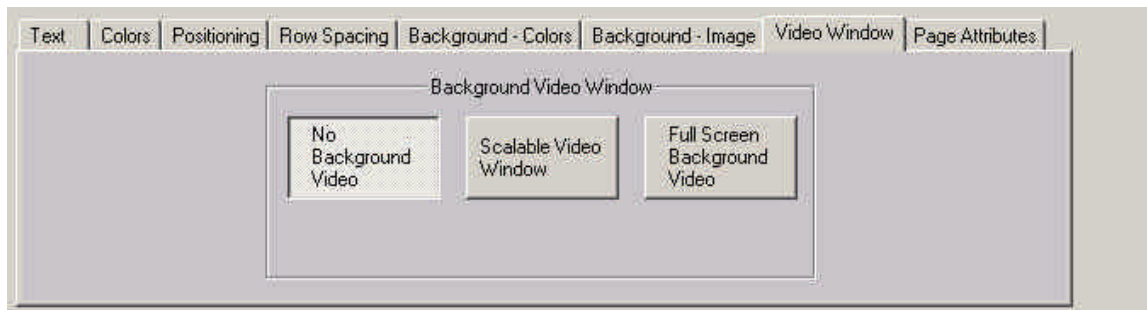 Text Colors Positioning Row Spacing Background - Colors Background - Image Video Window Page Attributes
Background Video Window
No
Background
Video
Scalable Video
Window
Full Screen
Background
Video